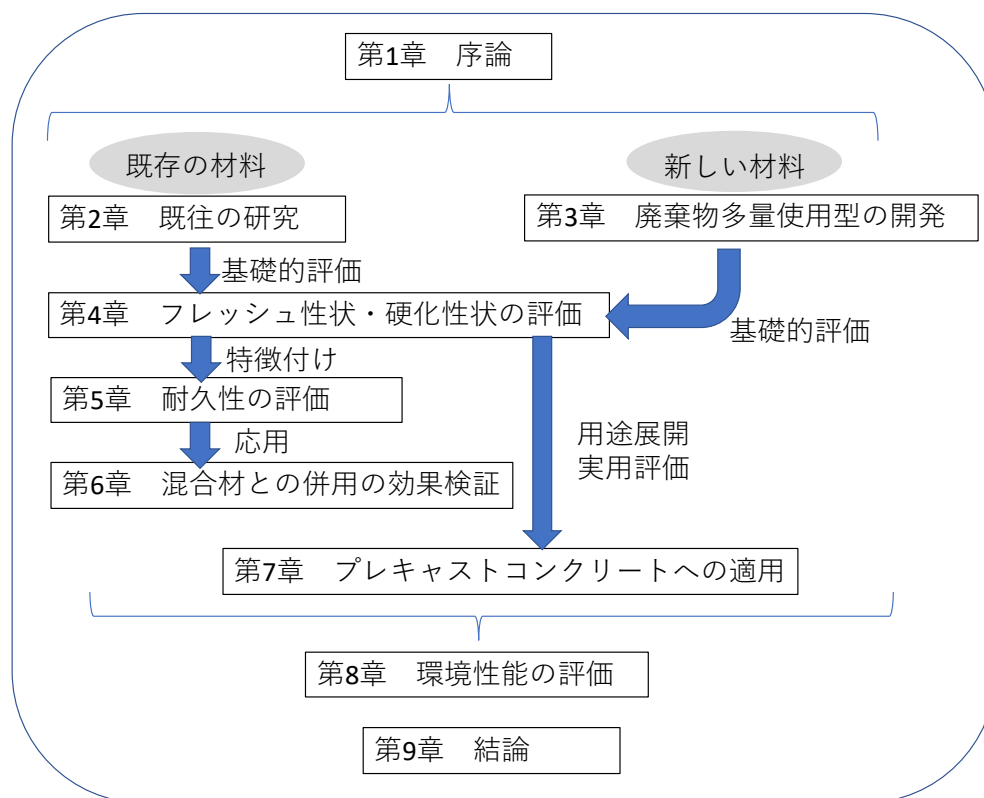 第1章　序論
既存の材料
新しい材料
第2章　既往の研究
第3章　廃棄物多量使用型の開発
基礎的評価
第4章　フレッシュ性状・硬化性状の評価
基礎的評価
特徴付け
第5章　耐久性の評価
応用
用途展開
実用評価
第6章　混合材との併用の効果検証
第7章　プレキャストコンクリートへの適用
第8章　環境性能の評価
第9章　結論